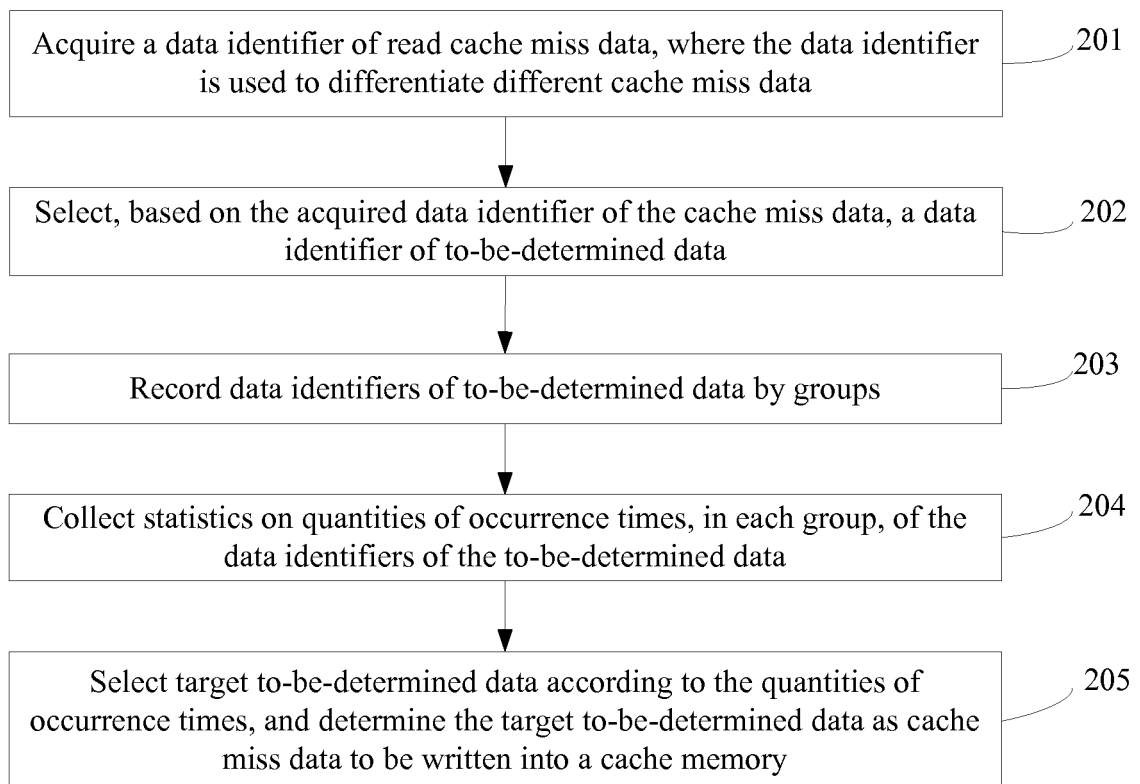 Acquire a data identifier of read cache miss data, where the data identifier
is used to differentiate different cache miss data
201
Select, based on the acquired data identifier of the cache miss data, a data
identifier of to-be-determined data
202
Record data identifiers of to-be-determined data by groups
203
Collect statistics on quantities of occurrence times, in each group, of the
data identifiers of the to-be-determined data
204
Select target to-be-determined data according to the quantities of
occurrence times, and determine the target to-be-determined data as cache
miss data to be written into a cache memory
205